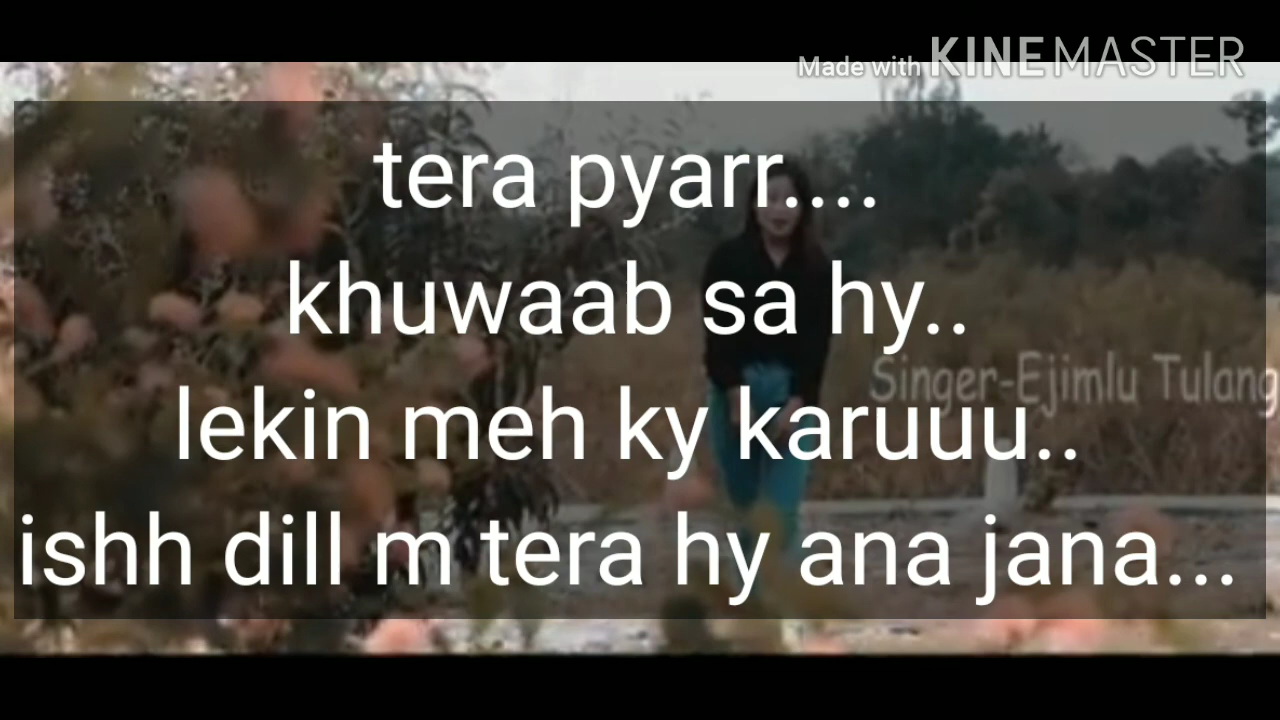 Made with KINEMASTER
tera pyarr....
khuwaab sa hy..
Singer-Ejimlu Tulang
lekin meh ky karuuu..
ishh dill m tera hy ana jana...